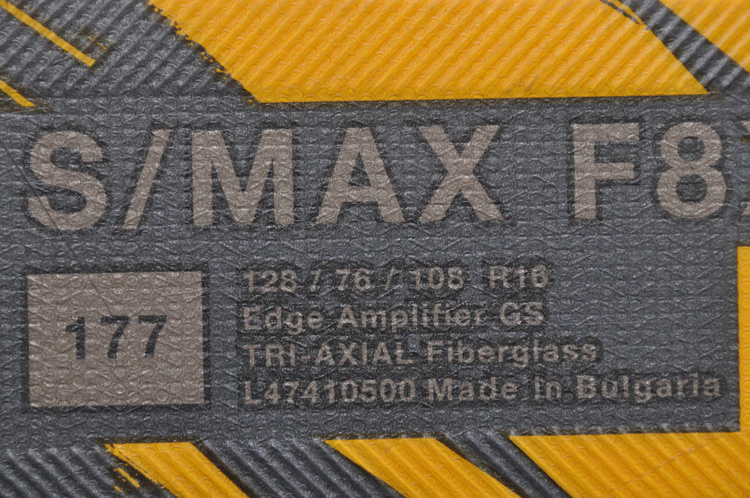 S/MAX F8
177
128 / 76 / 108 R16
Edge Amplifier GS
TRI-AXIAL Fiberglass
L47410500 Made in Bulgaria